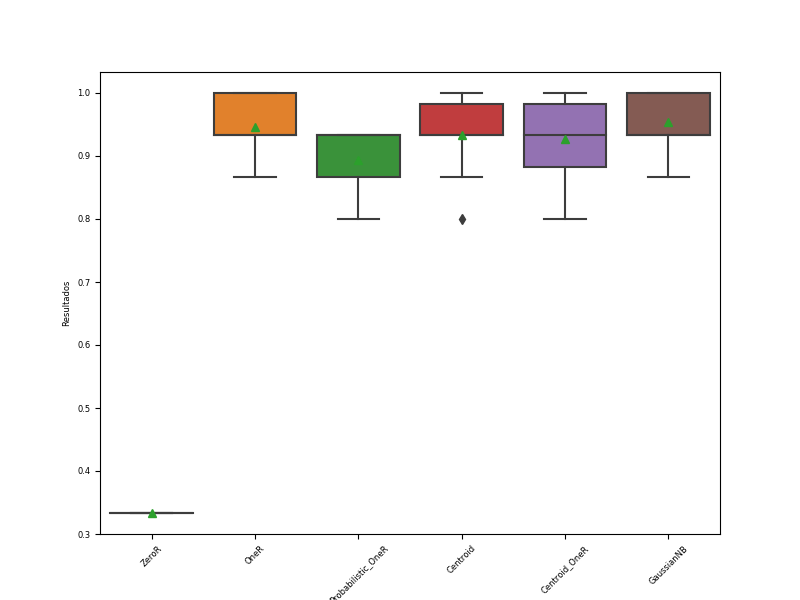 1.0
0.9
0.8
0.7
0.6
0.5
0.4
0.3
Resultados
ZeroR
OneR
Probabilistic_OneR
Centroid
Centroid_OneR
GaussianNB